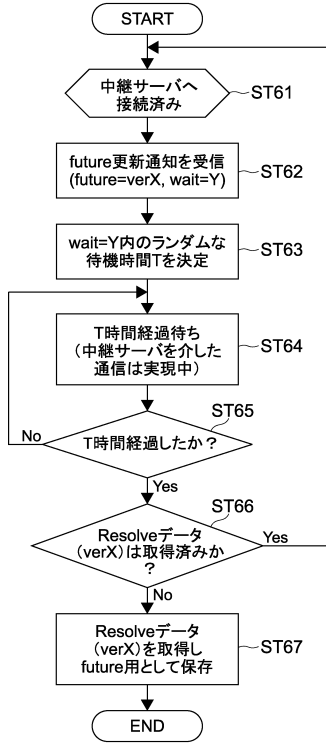 START
中継サーバへ
接続済み
ST61
future更新通知を受信
(future=verX, wait=Y)
ST62
wait=Y内のランダムな
待機時間Tを決定
ST63
T時間経過待ち
(中継サーバを介した
通信は実現中)
ST64
ST65
No
T時間経過したか？
Yes
ST66
Resolveデータ
(verX)は取得済みか
？
Yes
No
Resolveデータ
(verX)を取得し
future用として保存
ST67
END